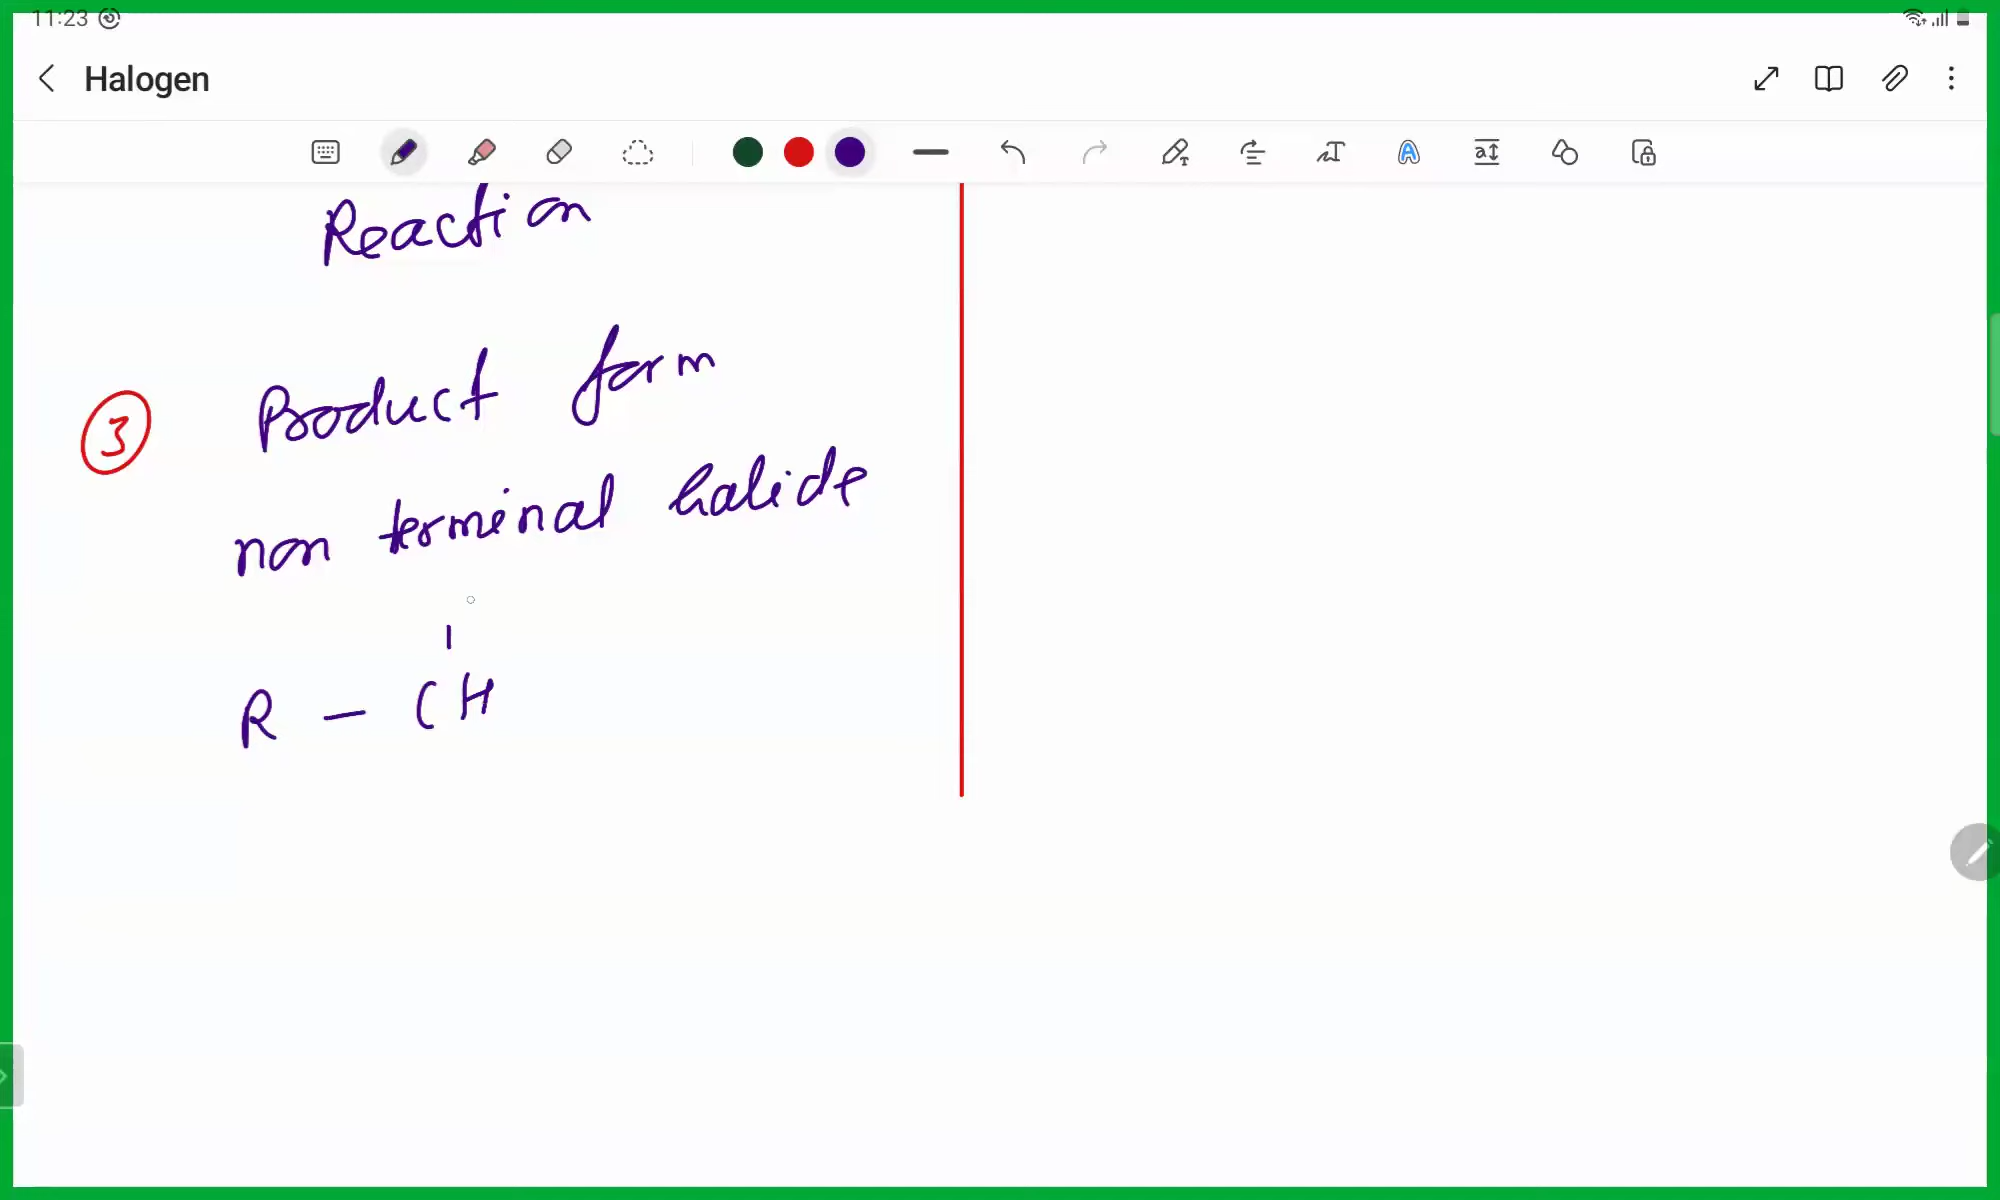 11:23
Halogen
Reaction
3 Product form
non terminal halide
R - CH